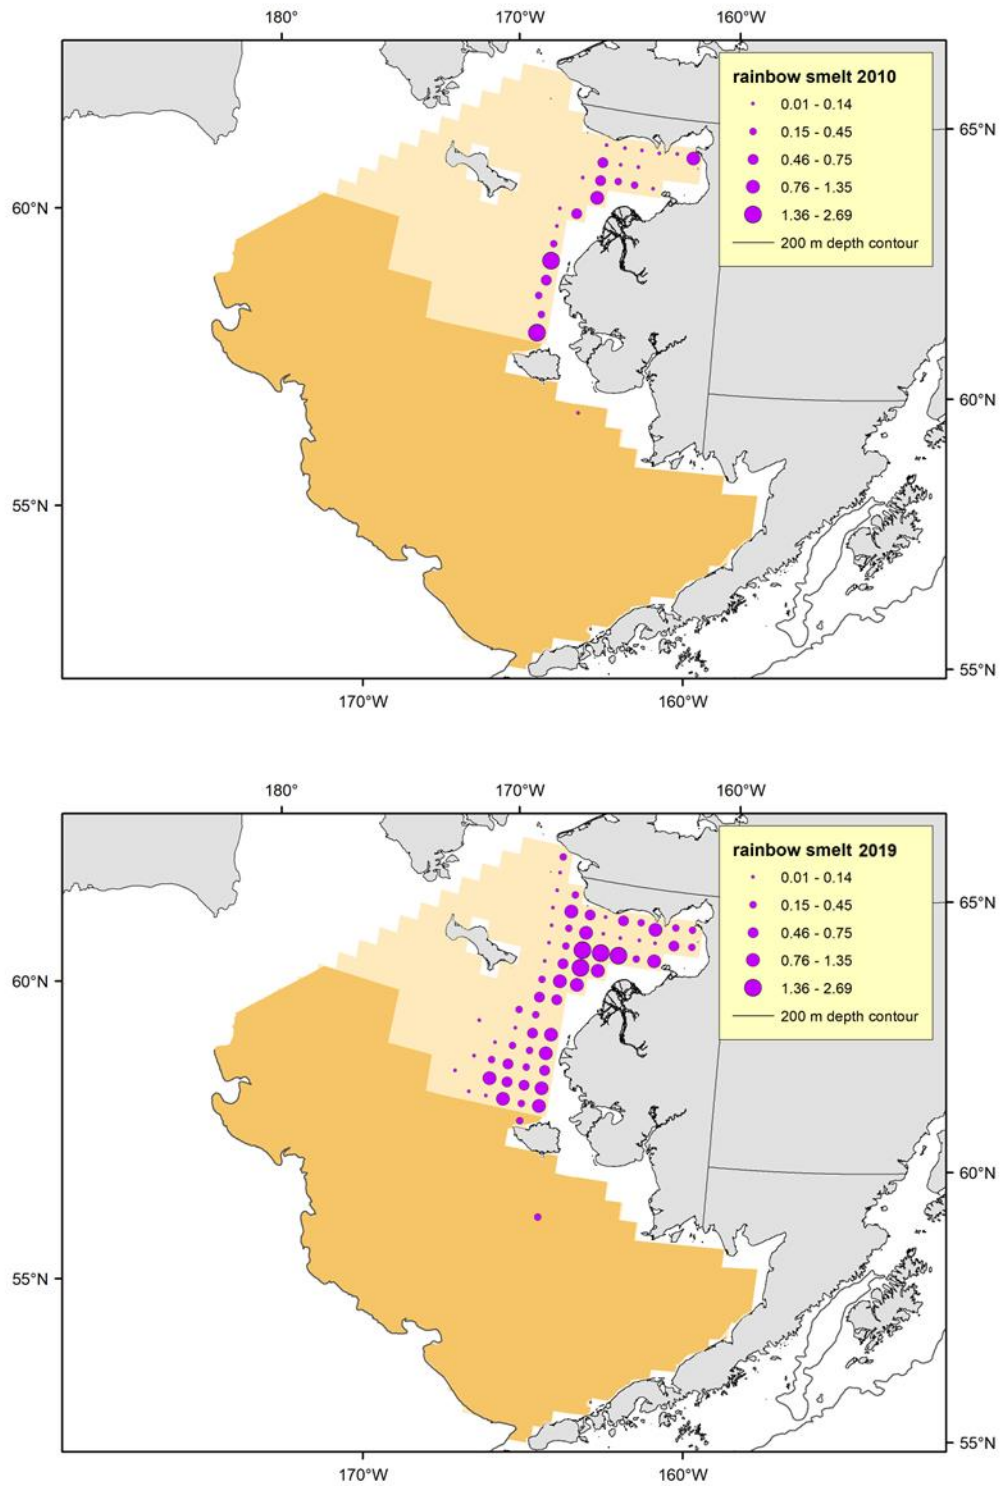 180° 170°W 160°W
rainbow smelt 2010
0.01 - 0.14
65°N
0.15 - 0.45
0.46 - 0.75
0.76 - 1.35
60°N
1.36 - 2.69
200 m depth contour
60°N
55°N
55°N
170°W 160°W
180° 170°W 160°W
rainbow smelt 2019
0.01 - 0.14
65°N
0.15 - 0.45
0.46 - 0.75
0.76 - 1.35
60°N
1.36 - 2.69
200 m depth contour
60°N
55°N
55°N
170°W 160°W